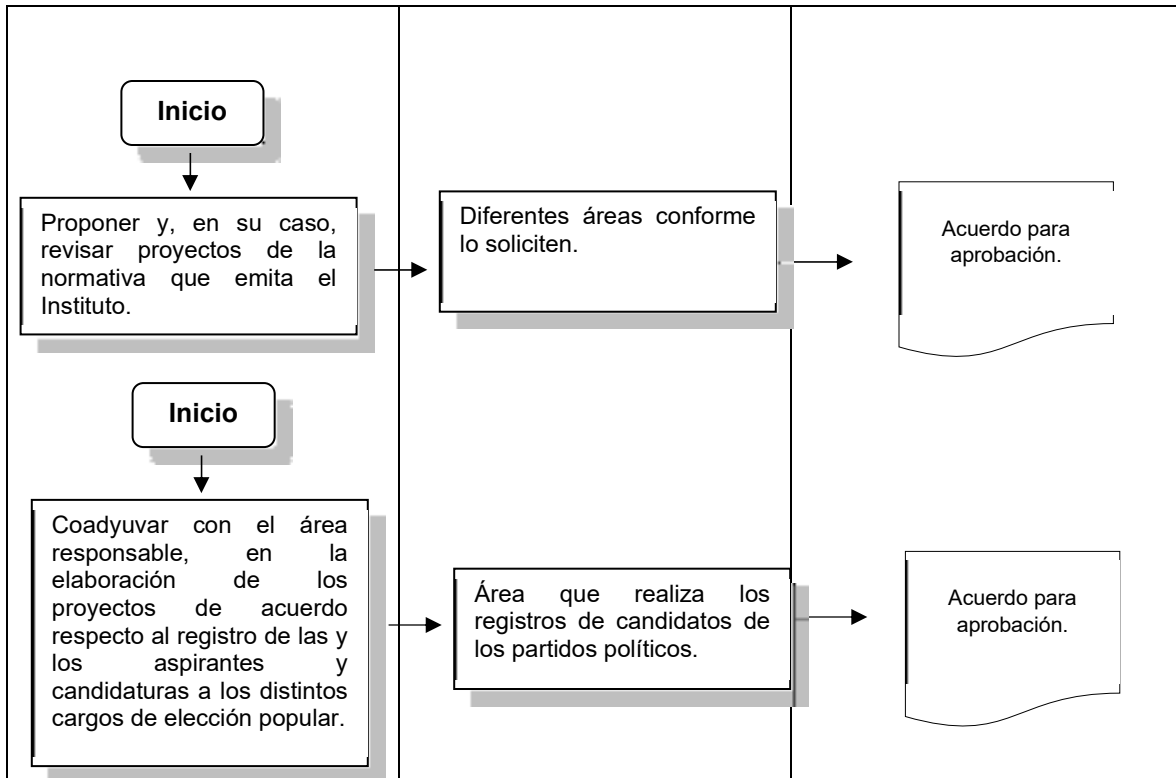 Inicio
Proponer y, en su caso,
revisar proyectos de la
normativa que emita el
Instituto.
Diferentes áreas conforme
lo soliciten.
Acuerdo para
aprobación.
Inicio
Coadyuvar con el área
responsable, en la
elaboración de los
proyectos de acuerdo
respecto al registro de las y
los aspirantes y
candidaturas a los distintos
cargos de elección popular.
Área que realiza los
registros de candidatos de
los partidos políticos.
Acuerdo para
aprobación.